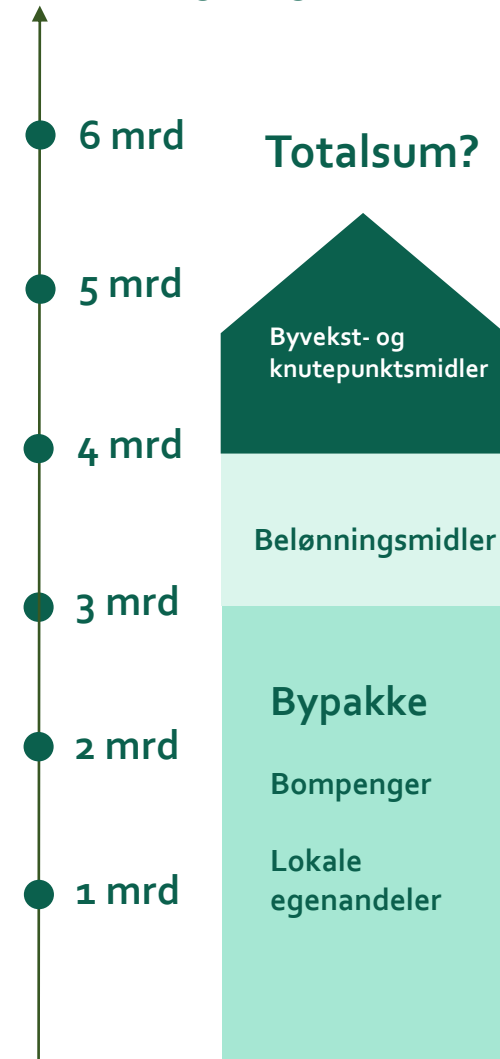 6 mrd
Totalsum?
5 mrd
Byvekst- og
knutepunktsmidler
4 mrd
Belønningsmidler
3 mrd
Bypakke
2 mrd
Bompenger
Lokale
egenandeler
1 mrd